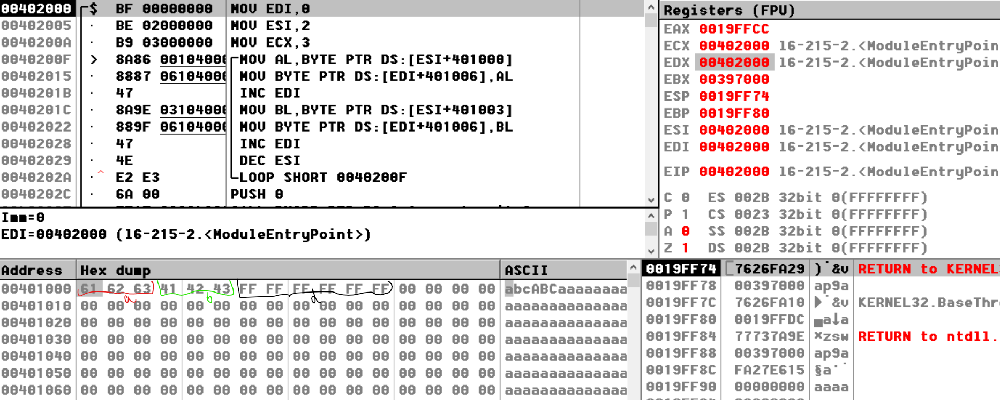 00402000 $ BF 00000000 MOV EDI,0
00402005 · BE 02000000 MOV ESI,2
0040200A · B9 03000000 MOV ECX,3
0040200F > 8A86 00104000 MOV AL,BYTE PTR DS:[ESI+401000]
00402015 · 8887 06104000 MOV BYTE PTR DS:[EDI+401006],AL
0040201B · 47 INC EDI
0040201C · 8A9E 03104000 MOV BL,BYTE PTR DS:[ESI+401003]
00402022 · 889F 06104000 MOV BYTE PTR DS:[EDI+401006],BL
00402028 · 47 INC EDI
00402029 · 4E DEC ESI
0040202A ·^ E2 E3 LOOP SHORT 0040200F
0040202C · 6A 00 PUSH 0
Imm=0
EDI=00402000 (l6-215-2.<ModuleEntryPoint>)
Registers (FPU)
EAX 0019FFCC
ECX 00402000 l6-215-2.<ModuleEntryPoin
EDX 00402000 l6-215-2.<ModuleEntryPoin
EBX 00397000
ESP 0019FF74
EBP 0019FF80
ESI 00402000 l6-215-2.<ModuleEntryPoin
EDI 00402000 l6-215-2.<ModuleEntryPoin
EIP 00402000 l6-215-2.<ModuleEntryPoin
C 0 ES 002B 32bit 0(FFFFFFFF)
P 1 CS 0023 32bit 0(FFFFFFFF)
A 0 SS 002B 32bit 0(FFFFFFFF)
Z 1 DS 002B 32bit 0(FFFFFFFF)
Address Hex dump ASCII
00401000 61 62 63 41 42 43 FF FF FF FF FF FF 00 00 00 00 abcABCaaaaaaaa
a b d
00401010 00 00 00 00 00 00 00 00 00 00 00 00 00 00 00 00 aaaaaaaaaaaaaa
00401020 00 00 00 00 00 00 00 00 00 00 00 00 00 00 00 00 aaaaaaaaaaaaaa
00401030 00 00 00 00 00 00 00 00 00 00 00 00 00 00 00 00 aaaaaaaaaaaaaa
00401040 00 00 00 00 00 00 00 00 00 00 00 00 00 00 00 00 aaaaaaaaaaaaaa
00401050 00 00 00 00 00 00 00 00 00 00 00 00 00 00 00 00 aaaaaaaaaaaaaa
00401060 00 00 00 00 00 00 00 00 00 00 00 00 00 00 00 00 aaaaaaaaaaaaaa
0019FF74 7626FA29 )˙&v RETURN to KERNEL
0019FF78 00397000 ap9a
0019FF7C 7626FA10 ►˙&v KERNEL32.BaseThr
0019FF80 0019FFDC ▄a↓a
0019FF84 77737A9E ×zsw RETURN to ntdll.
0019FF88 00397000 ap9a
0019FF8C FA27E615 §a'˙
0019FF90 00000000 aaaa